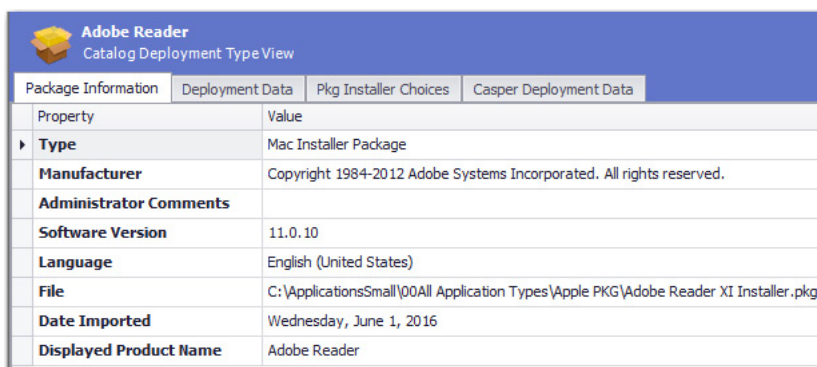 Adobe Reader
Catalog Deployment Type View
Package Information Deployment Data Pkg Installer Choices Casper Deployment Data
Property Value
Type Mac Installer Package
Manufacturer Copyright 1984-2012 Adobe Systems Incorporated. All rights reserved.
Administrator Comments
Software Version 11.0.10
Language English (United States)
File C:\ApplicationsSmall\00All Application Types\Apple PKG\Adobe Reader XI Installer.pkg
Date Imported Wednesday, June 1, 2016
Displayed Product Name Adobe Reader